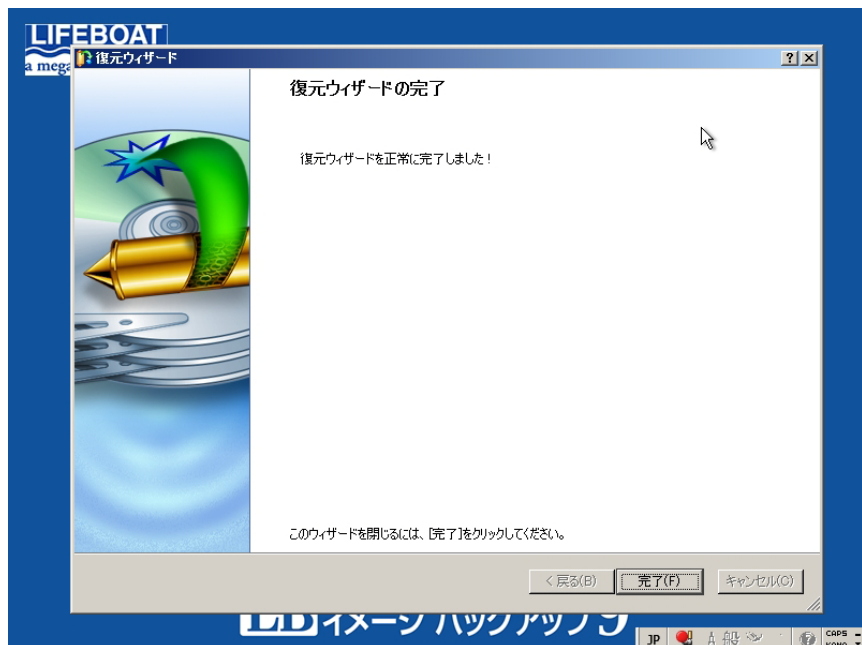 LIFEBOAT
a mega
復元ウィザード
復元ウィザードの完了
復元ウィザードを正常に完了しました!
このウィザードを閉じるには、[完了]をクリックしてください。
< 戻る(B)
完了(F)
キャンセル(C)
LB イメージ バックアップ 9
JP
A 般
CAPS
KANA